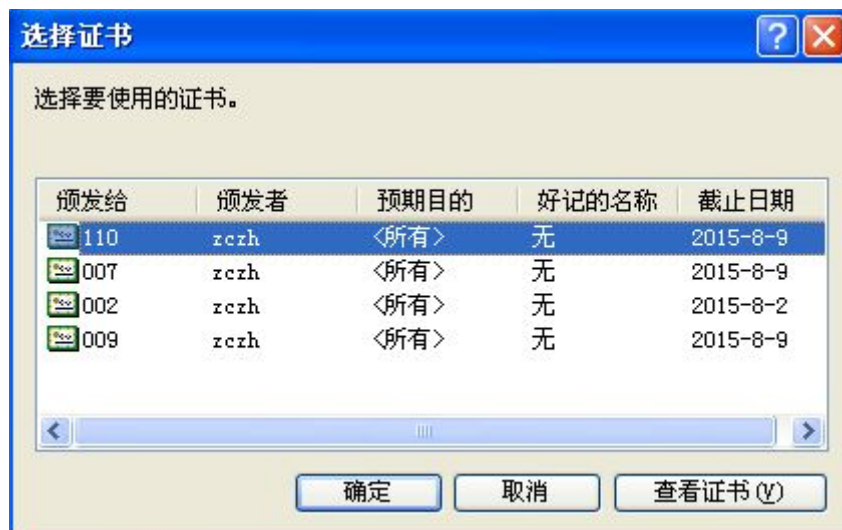 选择证书
选择要使用的证书。
颁发给 颁发者 预期目的 好记的名称 截止日期
110 zczh <所有> 无 2015-8-9
007 zczh <所有> 无 2015-8-9
002 zczh <所有> 无 2015-8-2
009 zczh <所有> 无 2015-8-9
确定 取消 查看证书(V)